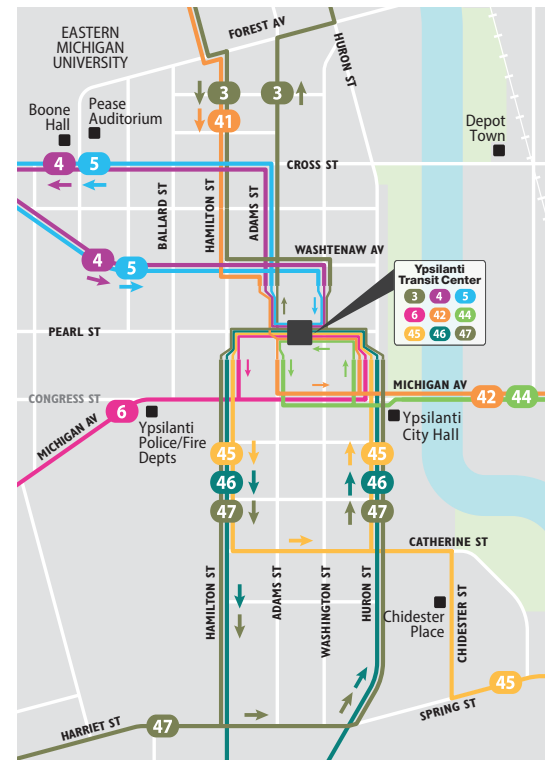 EASTERN
MICHIGAN
UNIVERSITY
FOREST AV
HURON ST
Boone
Hall
Pease
Auditorium
3
3
41
Depot
Town
4
5
CROSS ST
BALLARD ST
HAMILTON ST
ADAMS ST
WASHTENAW AV
4
5
Ypsilanti
Transit Center
3 4 5
6 42 44
45 46 47
PEARL ST
CONGRESS ST
MICHIGAN AV
42
44
6
MICHIGAN AV
Ypsilanti
Police/Fire
Depts
Ypsilanti
City Hall
45
45
46
46
47
47
CATHERINE ST
HAMILTON ST
ADAMS ST
WASHINGTON ST
HURON ST
Chidester
Place
CHIDESTER ST
45
SPRING ST
HARRIET ST
47